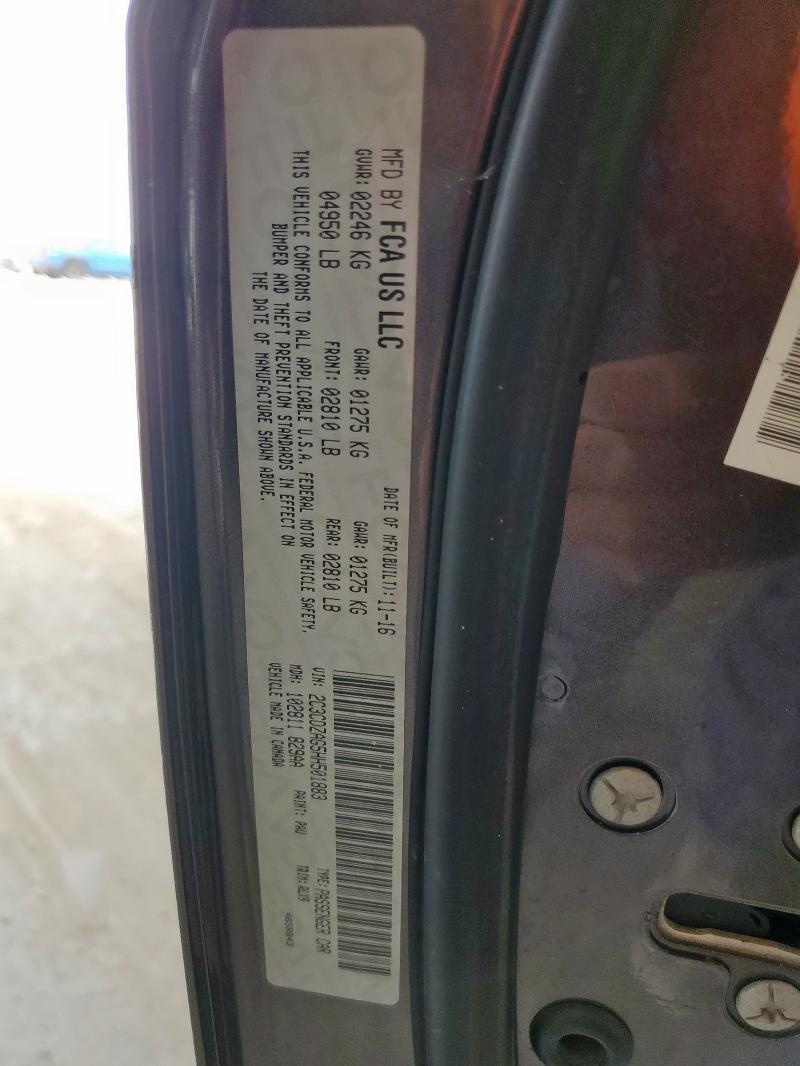 MFD BY FCA US LLC
DATE OF MFR(BUILT): 11-16
GVWR: 02246 KG GAWR: 01275 KG GAWR: 01275 KG
04950 LB FRONT: 02810 LB REAR: 02810 LB
THIS VEHICLE CONFORMS TO ALL APPLICABLE U.S.A. FEDERAL MOTOR VEHICLE SAFETY,
BUMPER AND THEFT PREVENTION STANDARDS IN EFFECT ON
THE DATE OF MANUFACTURE SHOWN ABOVE.
VIN: 2C3CDZAG5HH501883 TYPE: PASSENGER CAR
MDH: 102811 829AA PAINT: PAU TRIM:
VEHICLE MADE IN CANADA